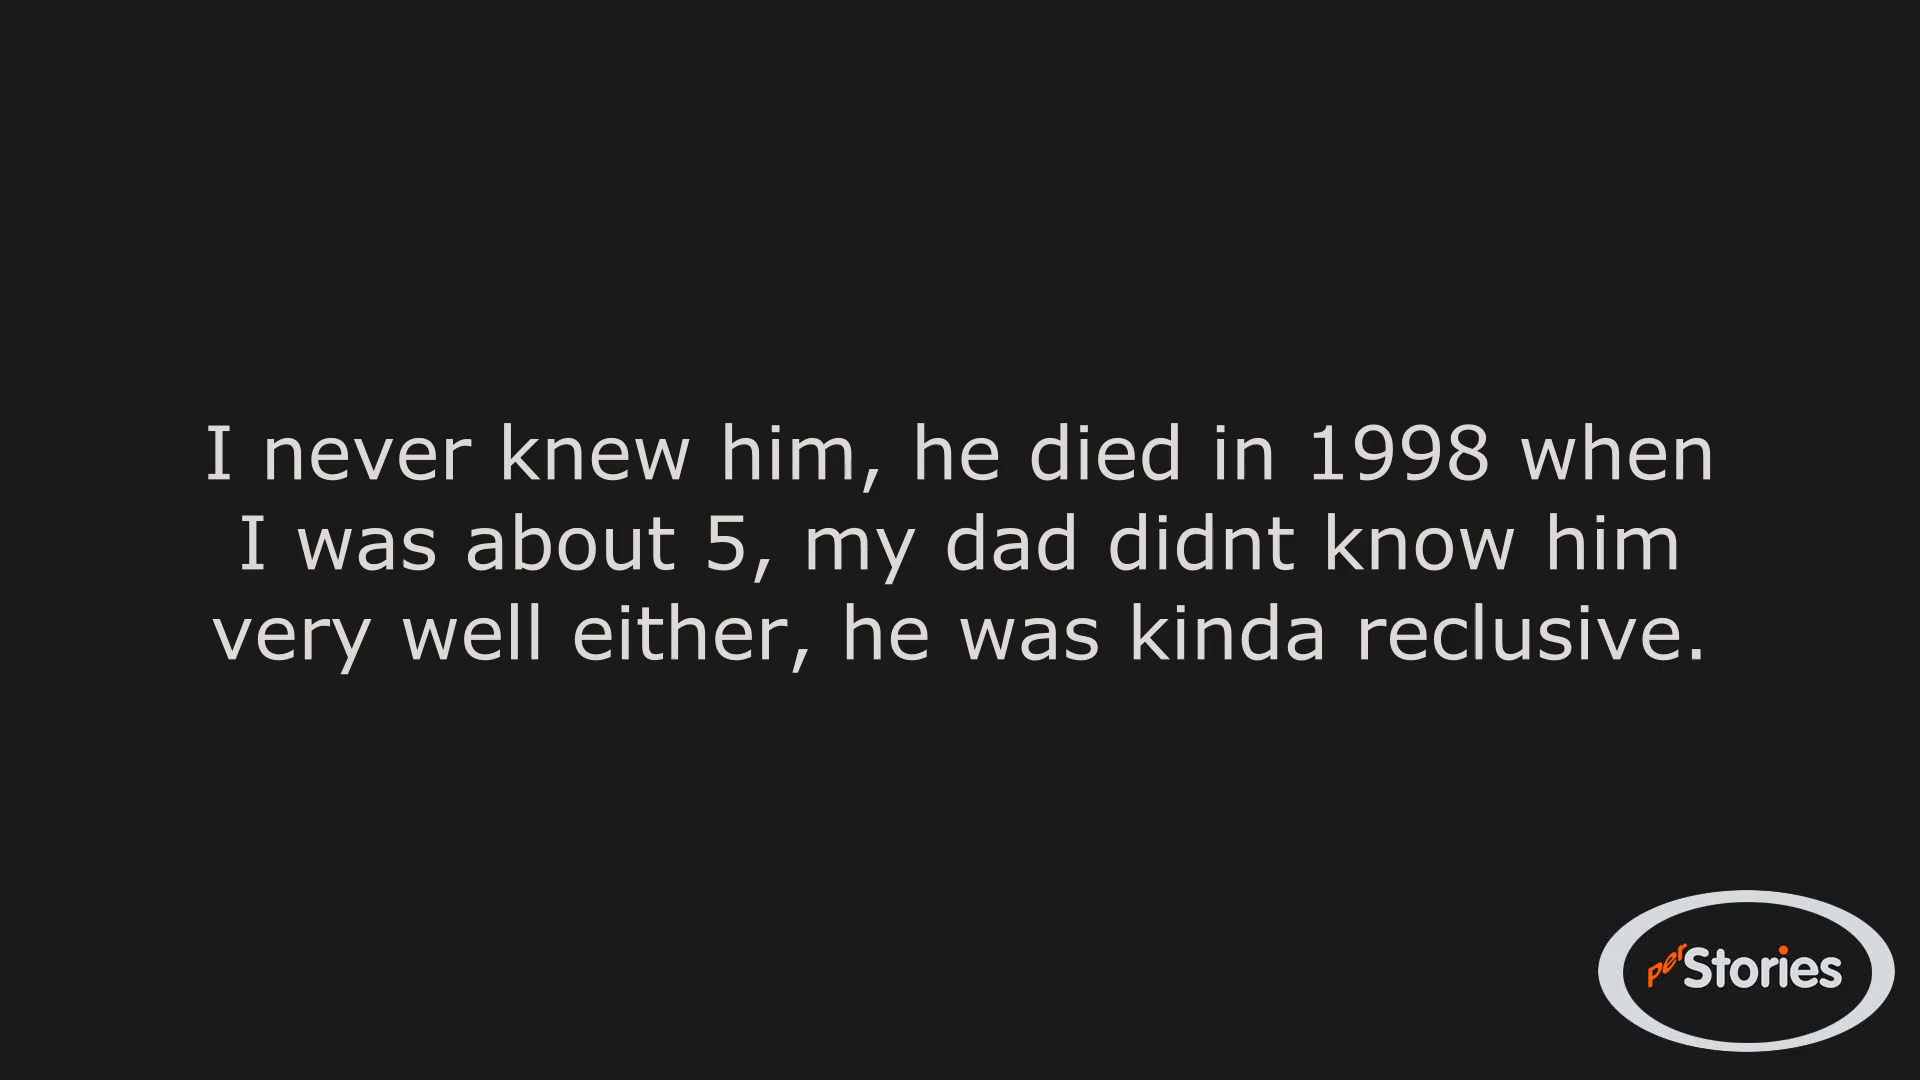 I never knew him, he died in 1998 when
I was about 5, my dad didnt know him
very well either, he was kinda reclusive.
perStories